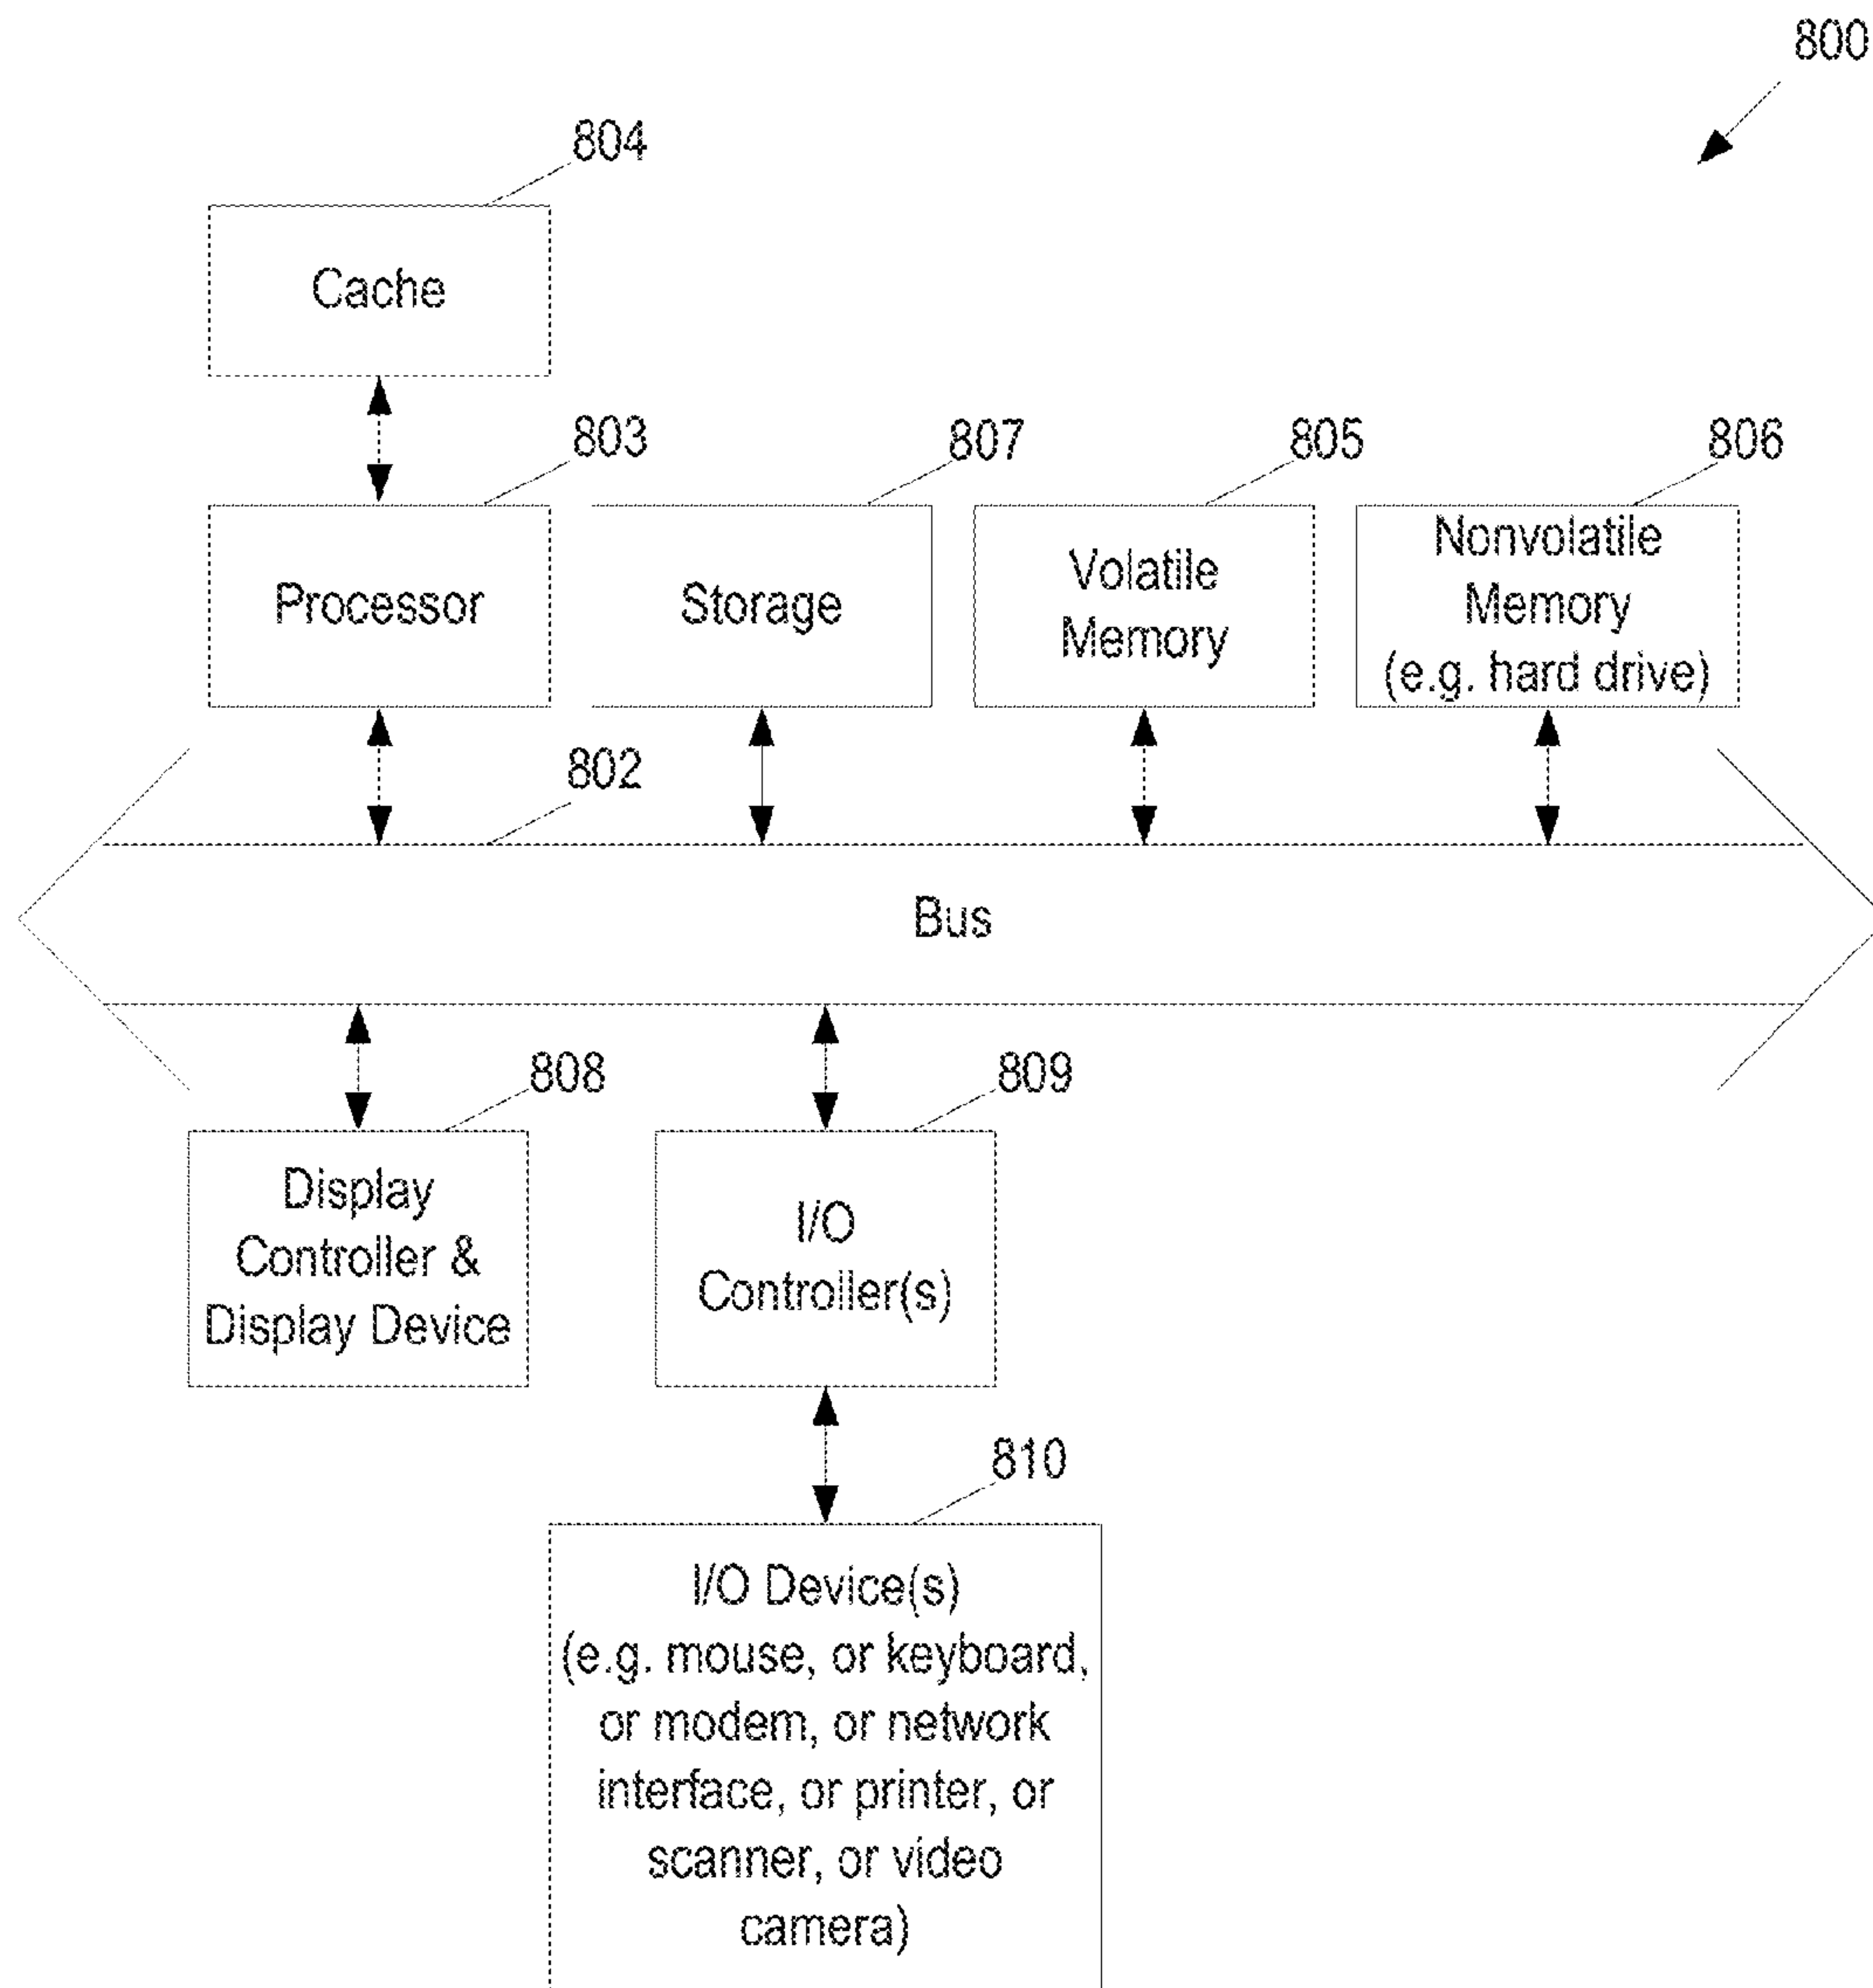 800
804
Cache
803
807
805
806
Processor
Storage
Volatile
Memory
Nonvolatile
Memory
(e.g. hard drive)
802
Bus
808
809
Display
Controller &
Display Device
I/O
Controller(s)
810
I/O Device(s)
(e.g. mouse, or keyboard,
or modem, or network
interface, or printer, or
scanner, or video
camera)